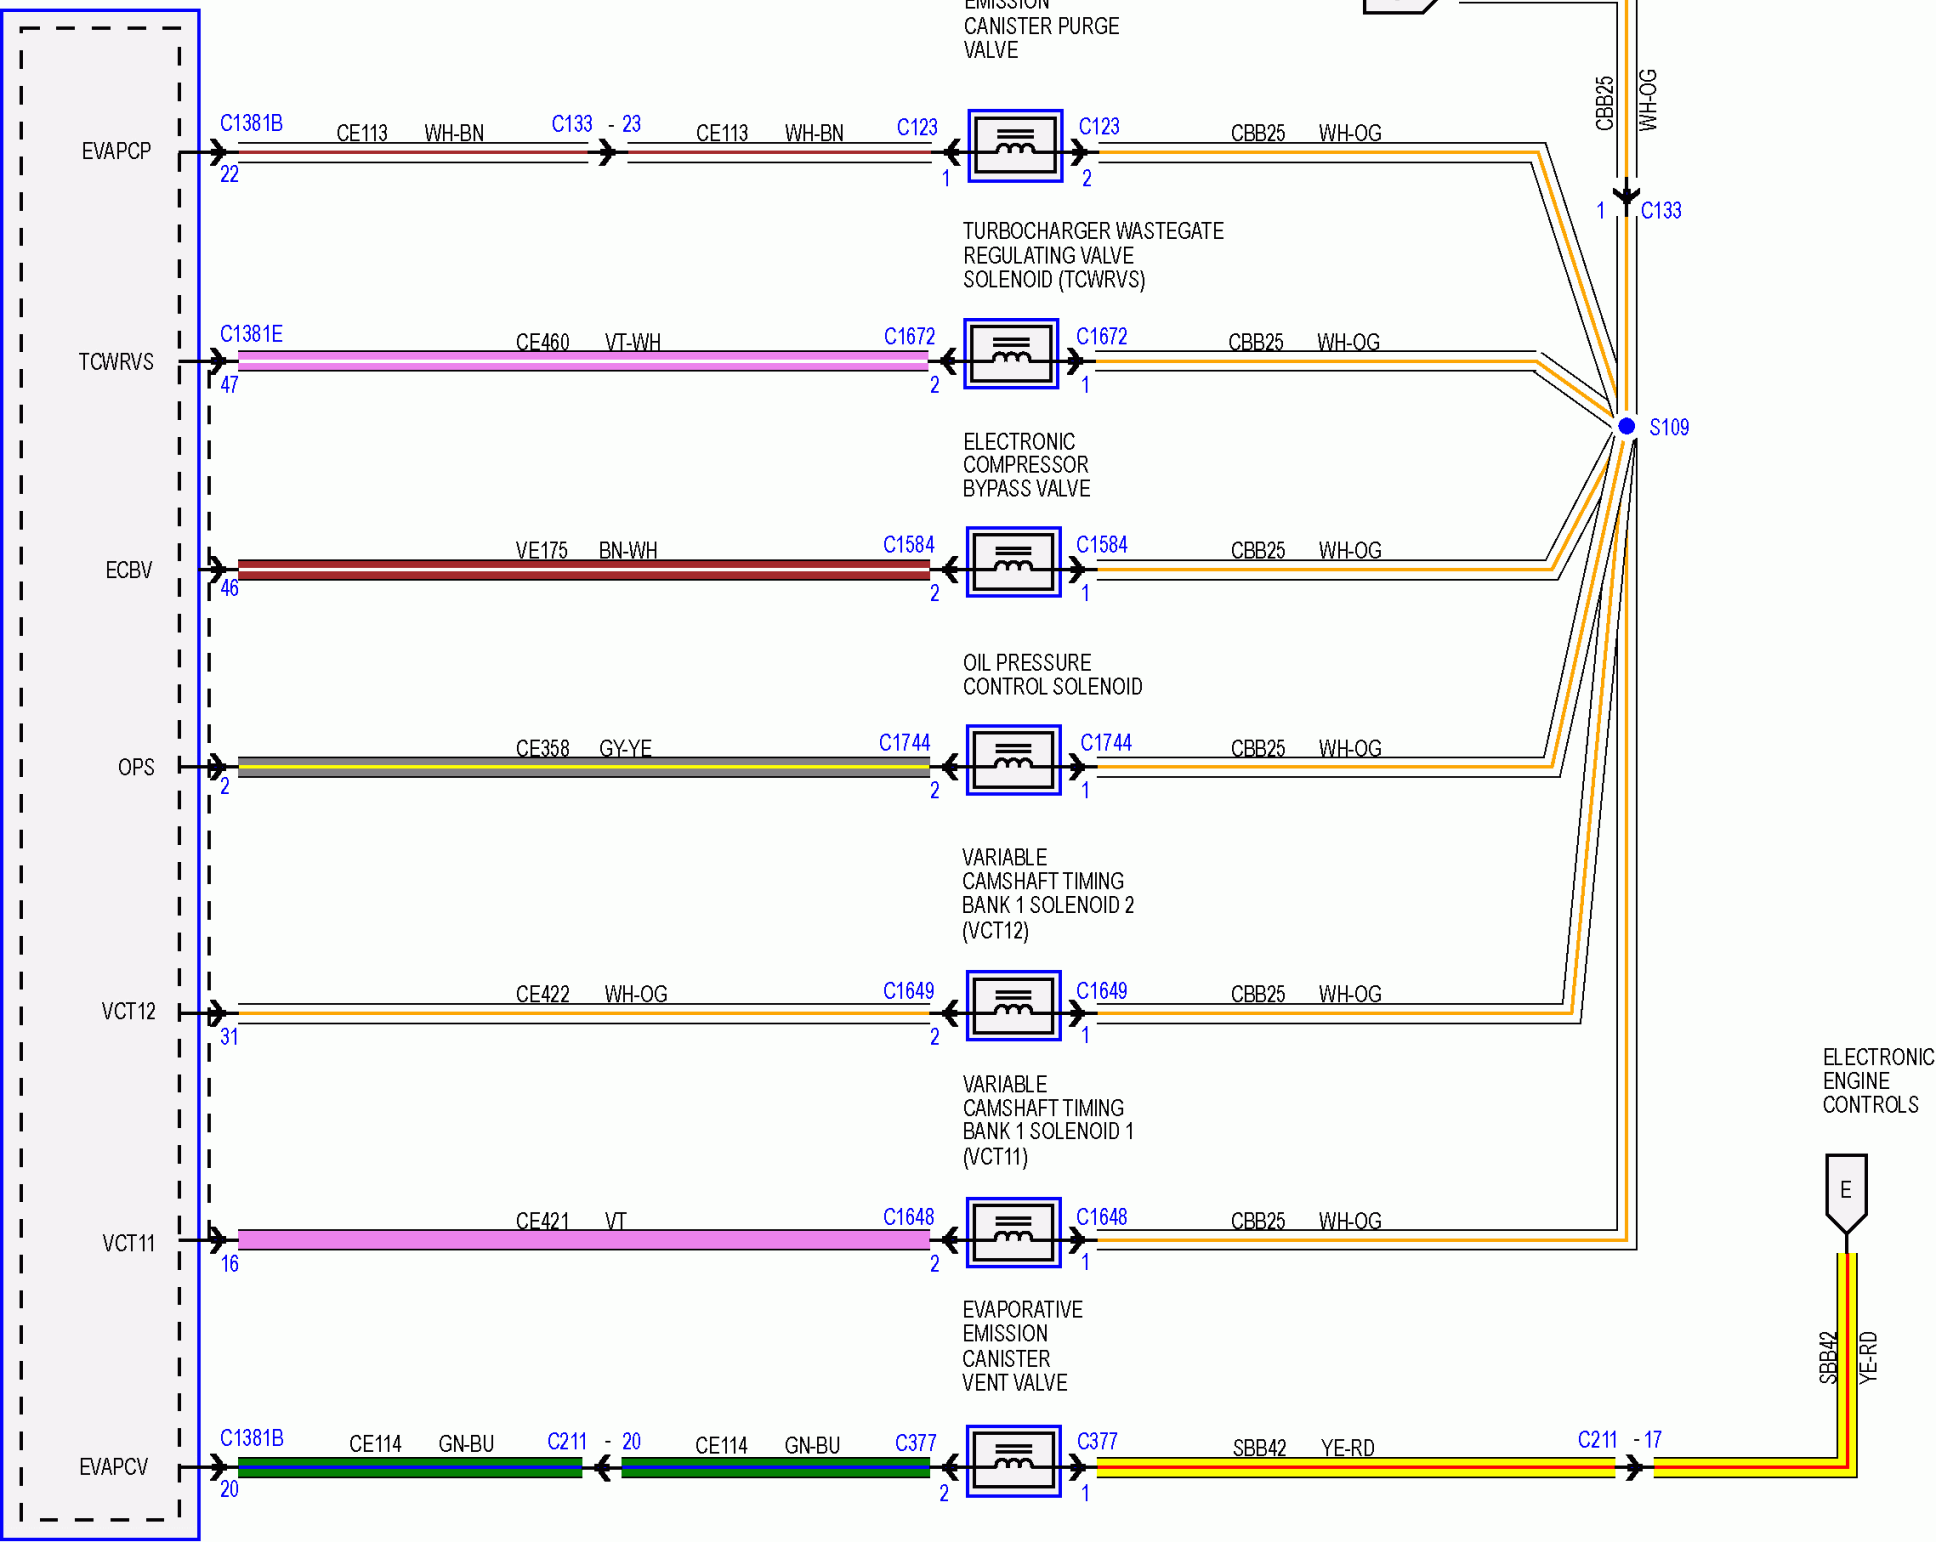 EMISSION
CANISTER PURGE
VALVE
CBB25
WH-OG
EVAPCP
C1381B
22
CE113 WH-BN
C133 - 23
CE113 WH-BN
C123
1
C123
2
CBB25 WH-OG
1 C133
TURBOCHARGER WASTEGATE
REGULATING VALVE
SOLENOID (TCWRVS)
TCWRVS
C1381E
47
CE460 VT-WH
C1672
2
C1672
1
CBB25 WH-OG
S109
ELECTRONIC
COMPRESSOR
BYPASS VALVE
ECBV
46
VE175 BN-WH
C1584
2
C1584
1
CBB25 WH-OG
OIL PRESSURE
CONTROL SOLENOID
OPS
2
CE358 GY-YE
C1744
2
C1744
1
CBB25 WH-OG
VARIABLE
CAMSHAFT TIMING
BANK 1 SOLENOID 2
(VCT12)
VCT12
31
CE422 WH-OG
C1649
2
C1649
1
CBB25 WH-OG
VARIABLE
CAMSHAFT TIMING
BANK 1 SOLENOID 1
(VCT11)
VCT11
16
CE421 VT
C1648
2
C1648
1
CBB25 WH-OG
ELECTRONIC
ENGINE
CONTROLS
E
SBB42
YE-RD
EVAPORATIVE
EMISSION
CANISTER
VENT VALVE
EVAPCV
C1381B
20
CE114 GN-BU
C211 - 20
CE114 GN-BU
C377
2
C377
1
SBB42 YE-RD
C211 - 17